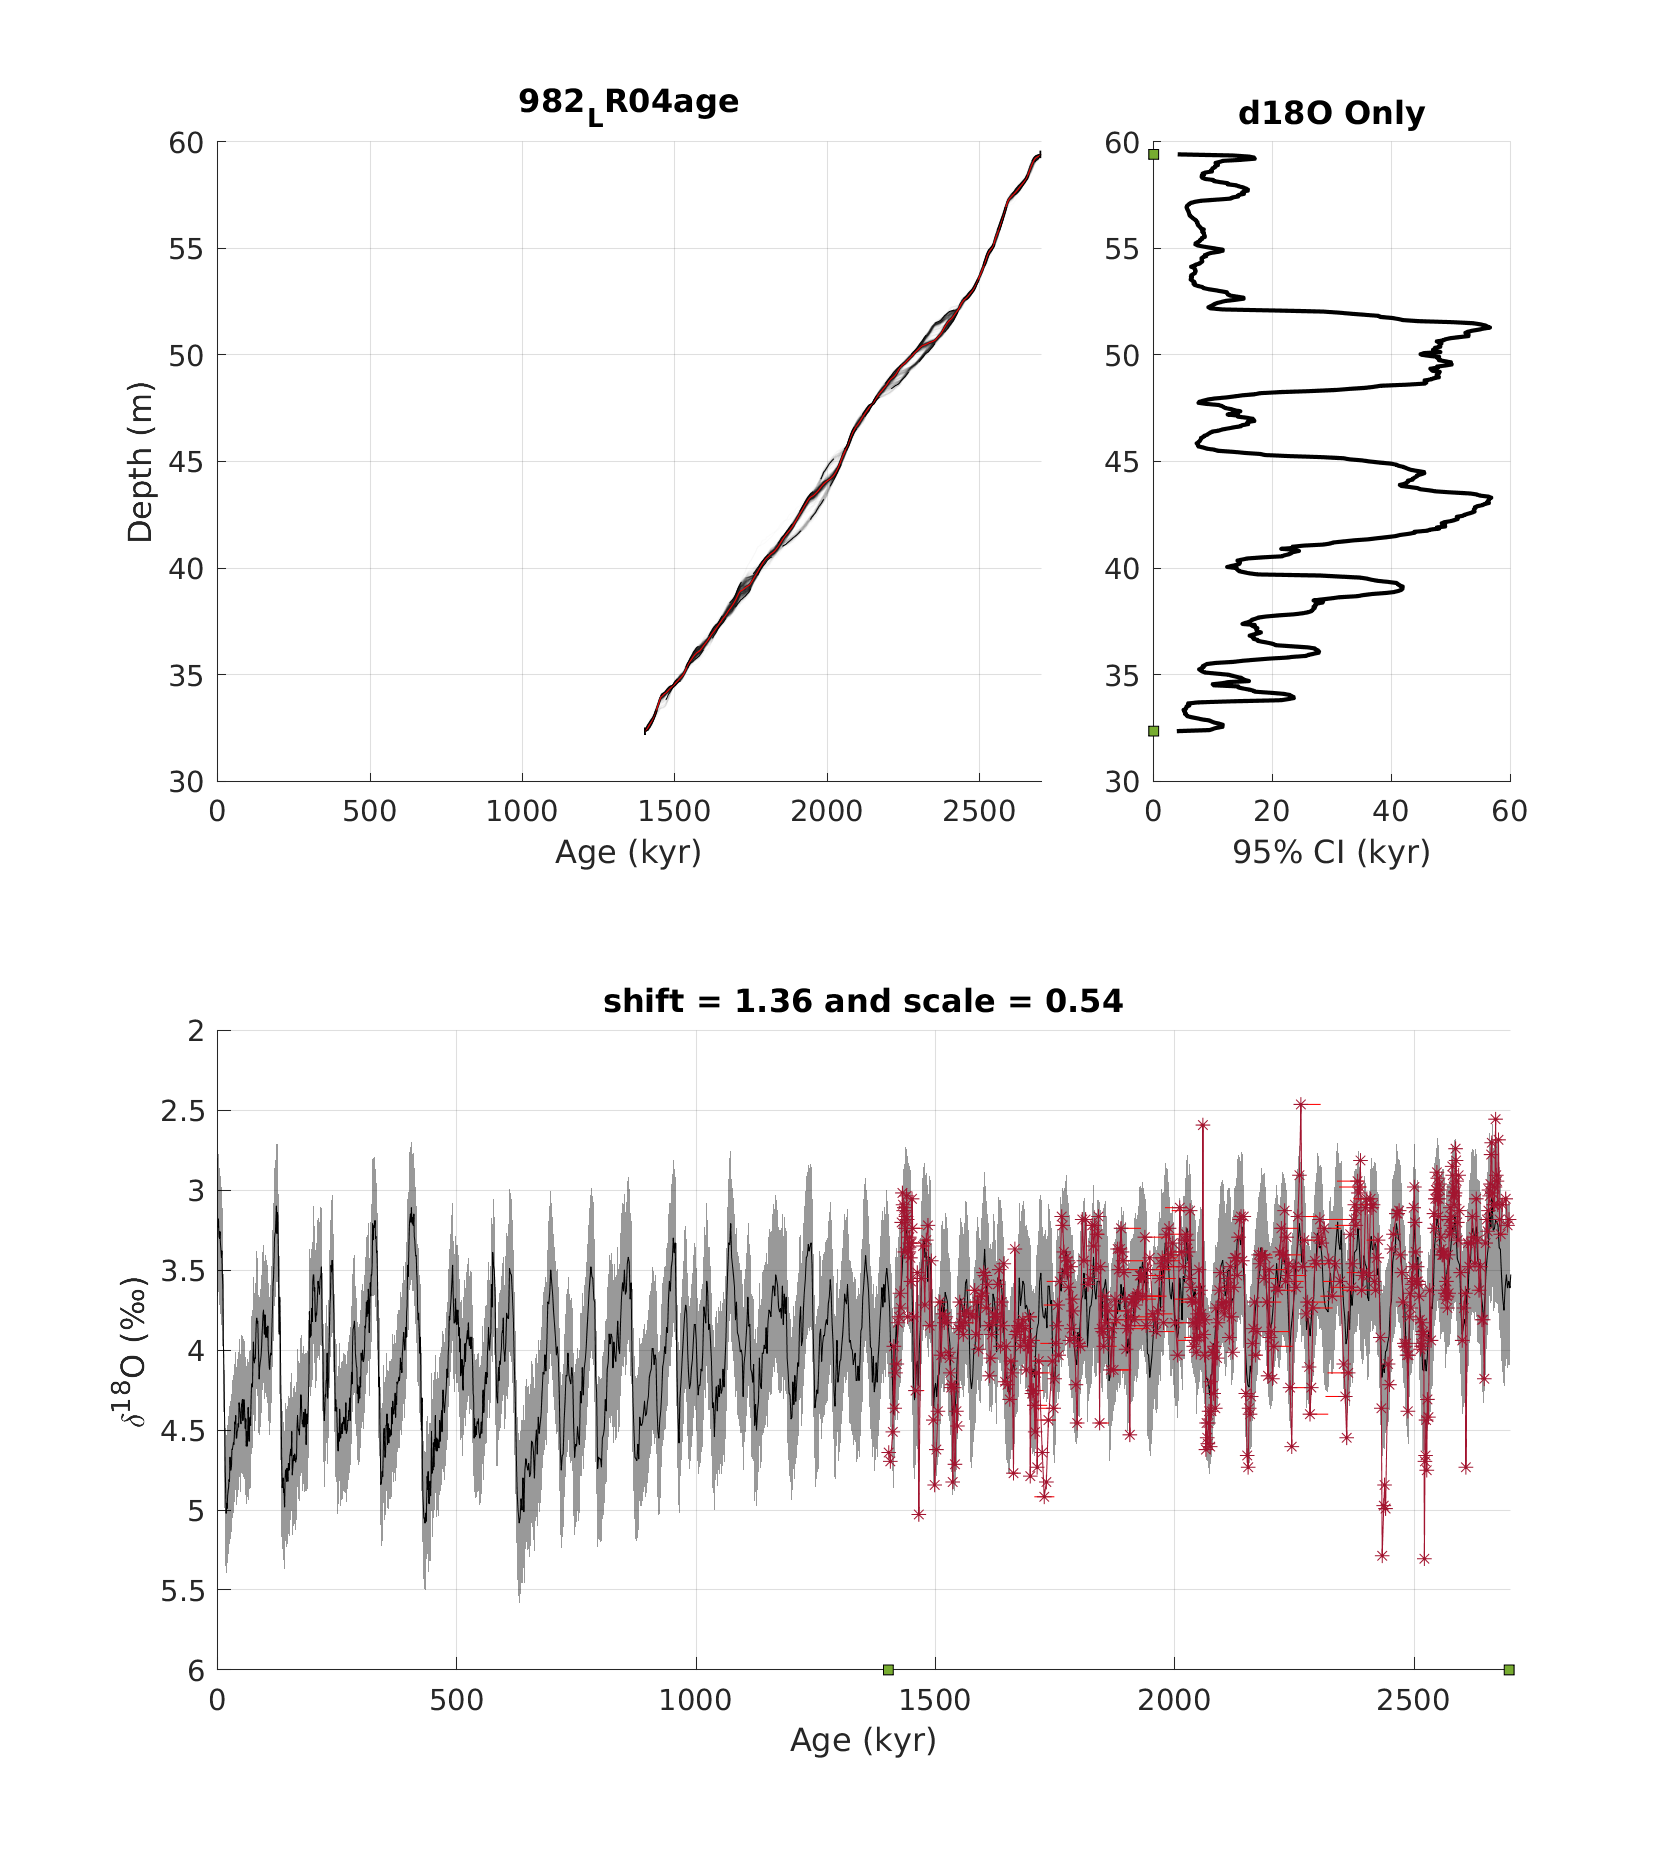 982LR04age
d18O Only
60
55
50
45
40
35
30
Depth (m)
0 500 1000 1500 2000 2500
Age (kyr)
60
55
50
45
40
35
30
0 20 40 60
95% CI (kyr)
shift = 1.36 and scale = 0.54
2
2.5
3
3.5
4
4.5
5
5.5
6
δ18O (‰)
0 500 1000 1500 2000 2500
Age (kyr)